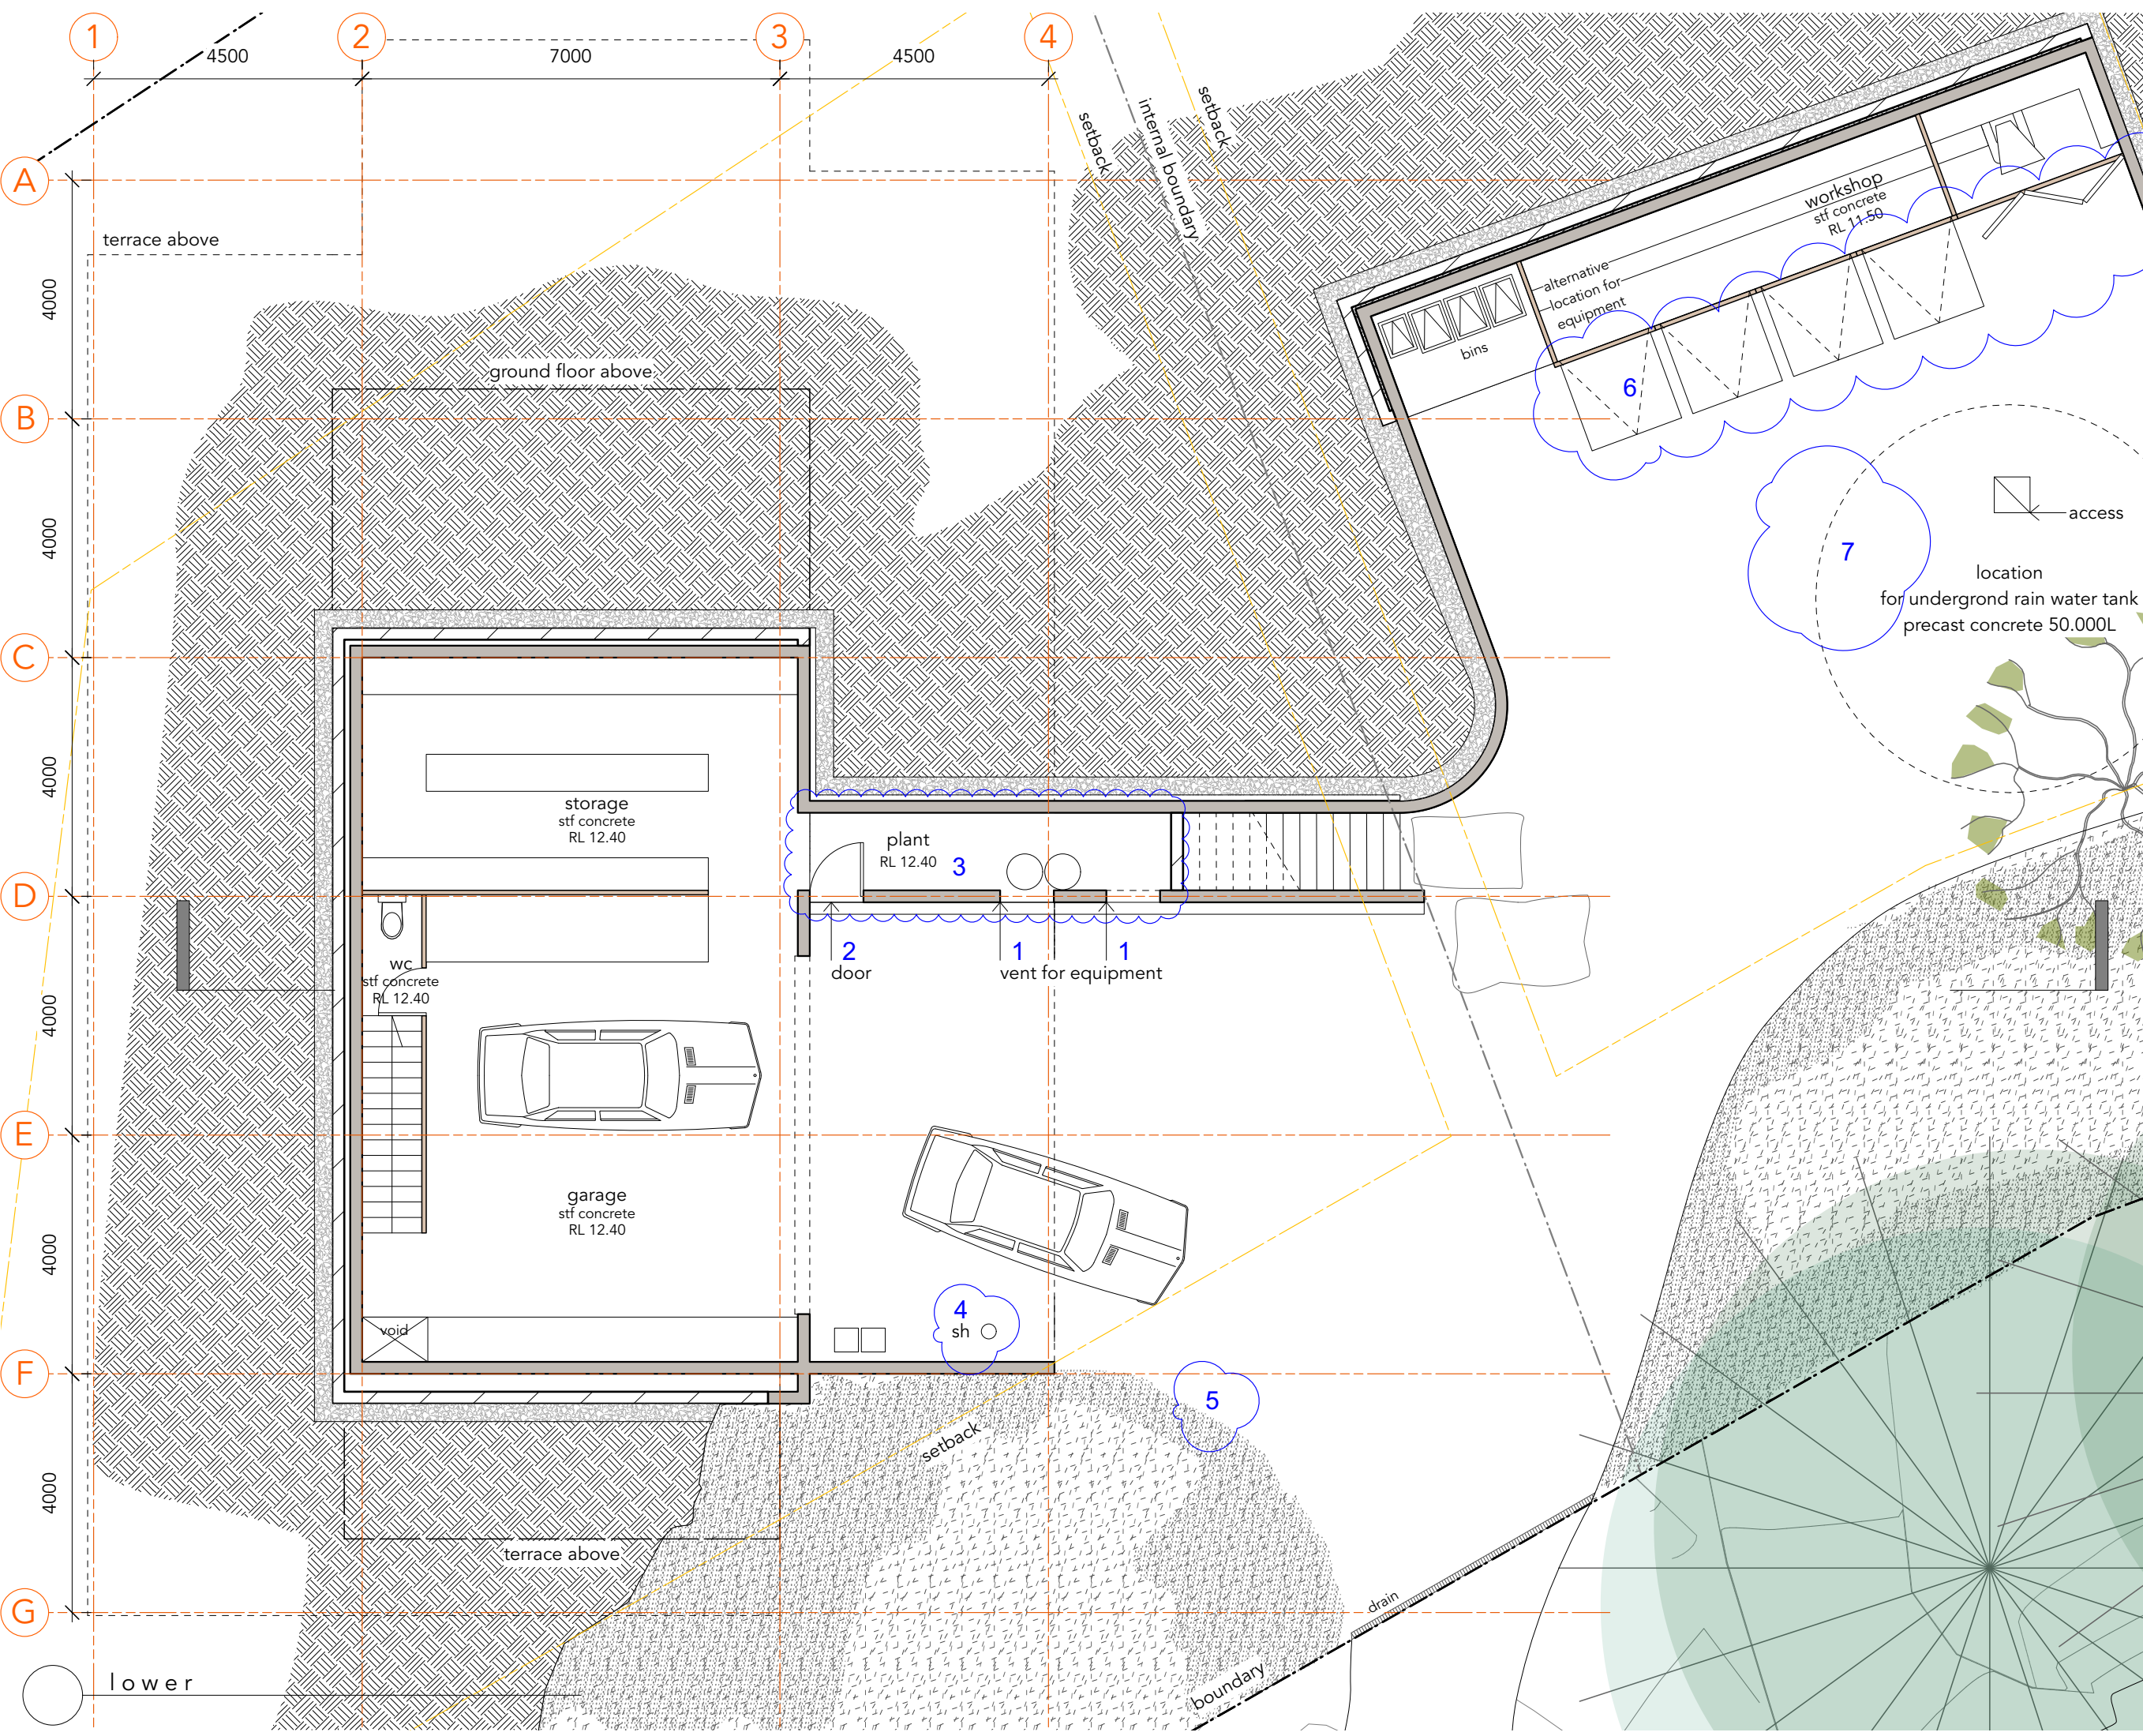 1
2
3
4
4500
7000
4500
A
B
C
D
E
F
G
4000
4000
4000
4000
4000
4000
terrace above
ground floor above
setback
internal boundary
setback
workshop
stf concrete
RL 11.50
alternative
location for
equipment
bins
6
7
access
location
for undergrond rain water tank
precast concrete 50.000L
storage
stf concrete
RL 12.40
plant
RL 12.40
3
wc
stf concrete
RL 12.40
2
door
1
1
vent for equipment
garage
stf concrete
RL 12.40
void
4
sh
5
setback
terrace above
drain
boundary
lower